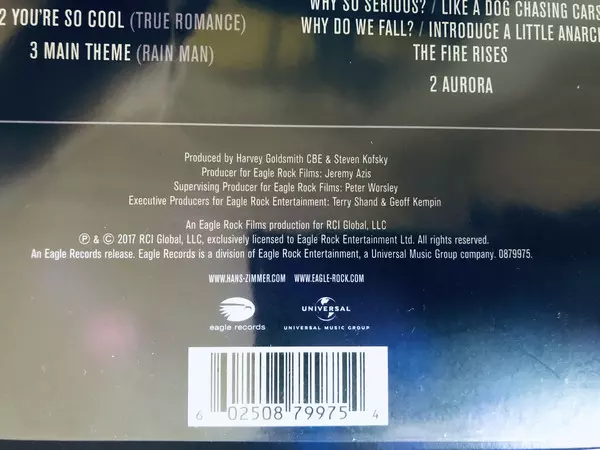 2 YOU'RE SO COOL (TRUE ROMANCE)
3 MAIN THEME (RAIN MAN)
WHY SO SERIOUS? / LIKE A DOG CHASING CARS
WHY DO WE FALL? / INTRODUCE A LITTLE ANARC
THE FIRE RISES
2 AURORA
Produced by Harvey Goldsmith CBE & Steven Kofsky
Producer for Eagle Rock Films: Jeremy Azis
Supervising Producer for Eagle Rock Films: Peter Worsley
Executive Producers for Eagle Rock Entertainment: Terry Shand & Geoff Kempin
An Eagle Rock Films production for RCI Global, LLC
℗ & © 2017 RCI Global, LLC, exclusively licensed to Eagle Rock Entertainment Ltd. All rights reserved.
An Eagle Records release. Eagle Records is a division of Eagle Rock Entertainment, a Universal Music Group company. 0879975.
WWW.HANS-ZIMMER.COM WWW.EAGLE-ROCK.COM
eagle records
UNIVERSAL
UNIVERSAL MUSIC GROUP
6 02508 79975 4